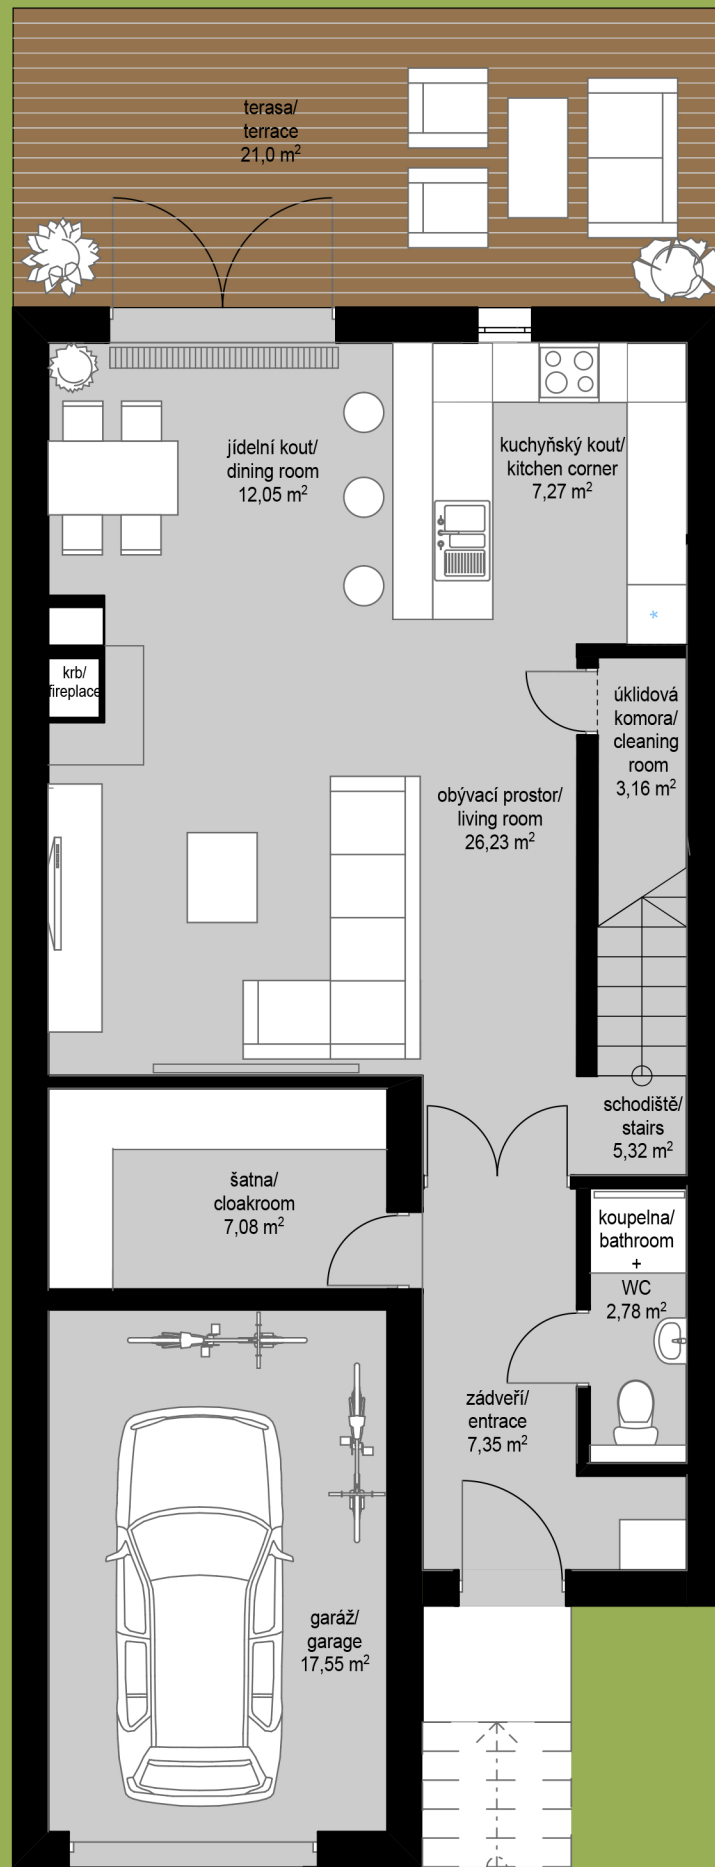 terasa/
terrace
21,0 m²
jídelní kout/
dining room
12,05 m²
kuchyňský kout/
kitchen corner
7,27 m²
*
krb/
fireplace
úklidová
komora/
cleaning
room
3,16 m²
obývací prostor/
living room
26,23 m²
schodiště/
stairs
5,32 m²
šatna/
cloakroom
7,08 m²
koupelna/
bathroom
+
WC
2,78 m²
zádveří/
entrace
7,35 m²
garáž/
garage
17,55 m²